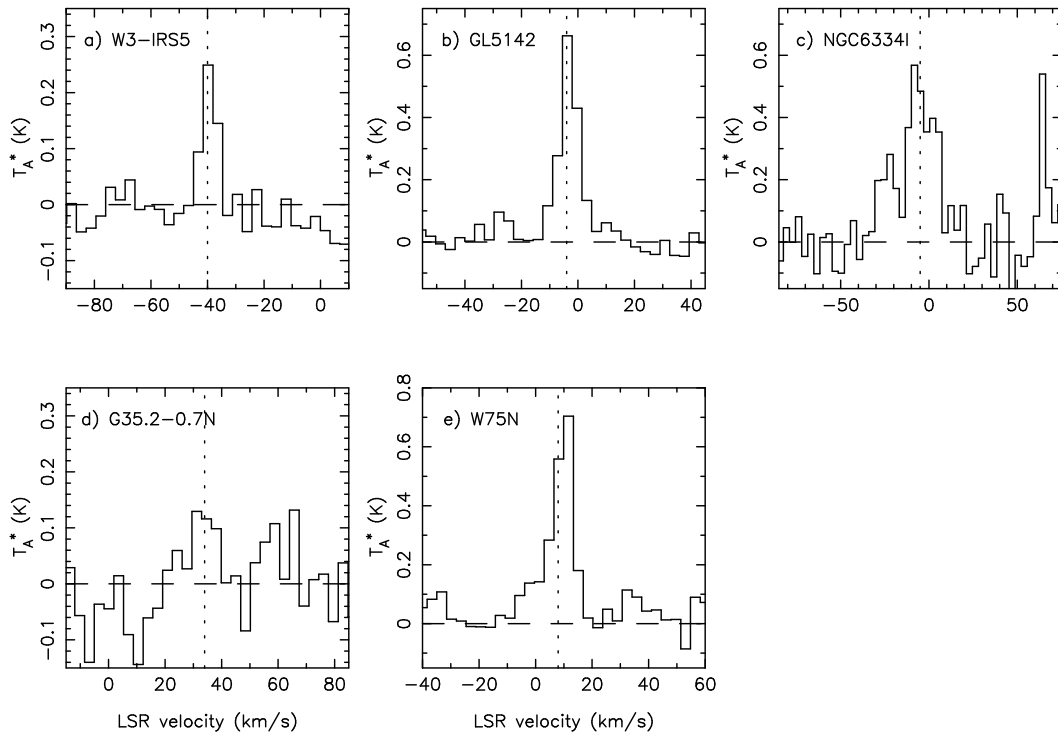 a) W3-IRS5
T_A^* (K)
0.3
0.2
0.1
0
-0.1
-80 -60 -40 -20 0
b) GL5142
T_A^* (K)
0.6
0.4
0.2
0
-40 -20 0 20 40
c) NGC6334I
T_A^* (K)
0.6
0.4
0.2
0
-50 0 50
d) G35.2-0.7N
T_A^* (K)
0.3
0.2
0.1
0
-0.1
0 20 40 60 80
LSR velocity (km/s)
e) W75N
T_A^* (K)
0.8
0.6
0.4
0.2
0
-40 -20 0 20 40 60
LSR velocity (km/s)